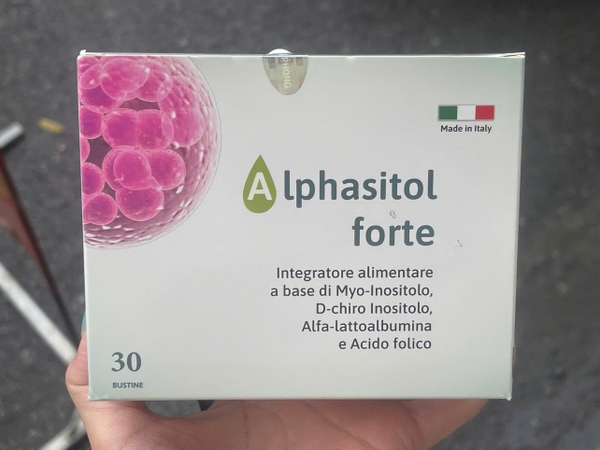 Made in Italy
Alphasitol
forte
Integratore alimentare
a base di Myo-Inositolo,
D-chiro Inositolo,
Alfa-lattoalbumina
e Acido folico
30
BUSTINE